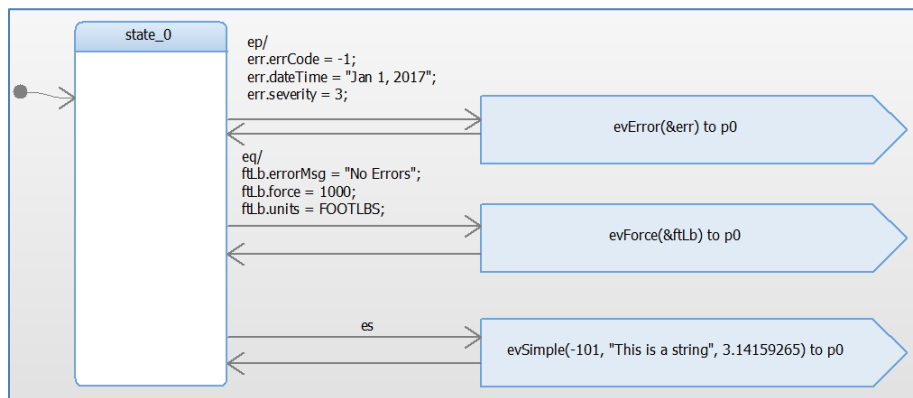 state_0
ep/
err.errCode = -1;
err.dateTime = "Jan 1, 2017";
err.severity = 3;
evError(&err) to p0
eq/
ftLb.errorMsg = "No Errors";
ftLb.force = 1000;
ftLb.units = FOOTLBS;
evForce(&ftLb) to p0
es
evSimple(-101, "This is a string", 3.14159265) to p0